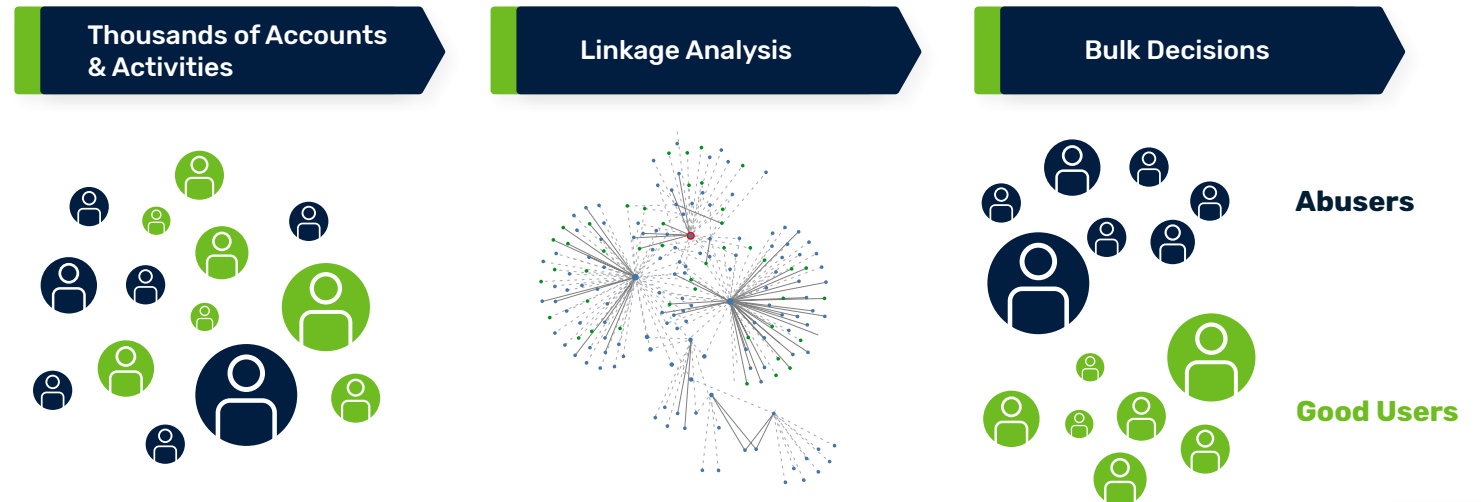 Thousands of Accounts
& Activities
Linkage Analysis
Bulk Decisions
Abusers
Good Users